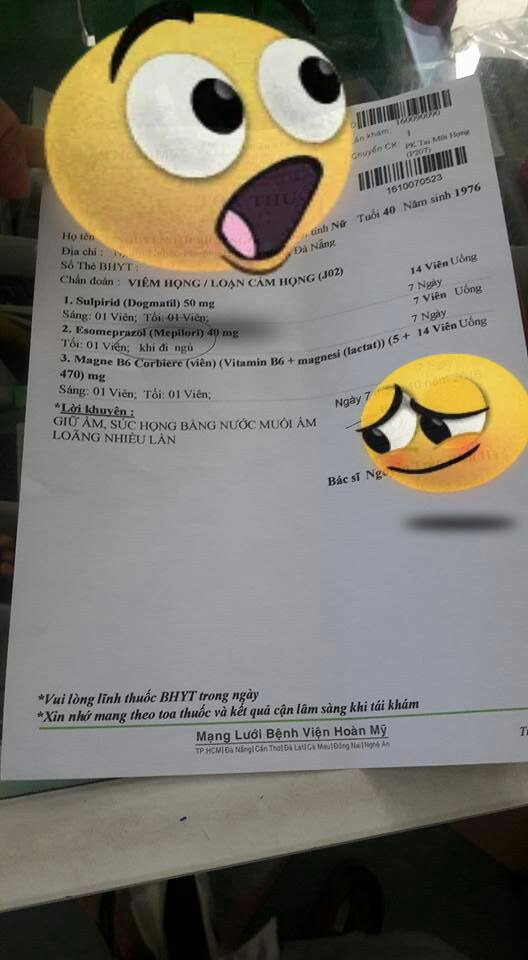 160090090
ần khám: 1
Chuyển CK: PK Tai Mũi Họng
(P207)
1610070523
THUỐ
Họ tên
tính Nữ Tuổi 40 Năm sinh 1976
Địa chỉ :
Đà Nẵng
Số Thẻ BHYT :
Chẩn đoán : VIÊM HỌNG / LOẠN CẢM HỌNG (J02)
1. Sulpirid (Dogmatil) 50 mg 14 Viên Uống
Sáng: 01 Viên; Tối: 01 Viên; 7 Ngày
2. Esomeprazol (Mepilori) 40 mg 7 Viên Uống
Tối: 01 Viên; khi đi ngủ 7 Ngày
3. Magne B6 Corbiere (viên) (Vitamin B6 + magnesi (lactat)) (5 + 14 Viên Uống
470) mg
Sáng: 01 Viên; Tối: 01 Viên;
*Lời khuyên :
GIỮ ẤM, SÚC HỌNG BẰNG NƯỚC MUỐI ẤM
LOÃNG NHIỀU LẦN
Ngày 7
Bác sĩ
*Vui lòng lĩnh thuốc BHYT trong ngày
*Xin nhớ mang theo toa thuốc và kết quả cận lâm sàng khi tái khám
Mạng Lưới Bệnh Viện Hoàn Mỹ
TP.HCM| Đà Nẵng| Cần Thơ| Đà Lạt| Cà Mau| Đồng Nai| Nghệ An